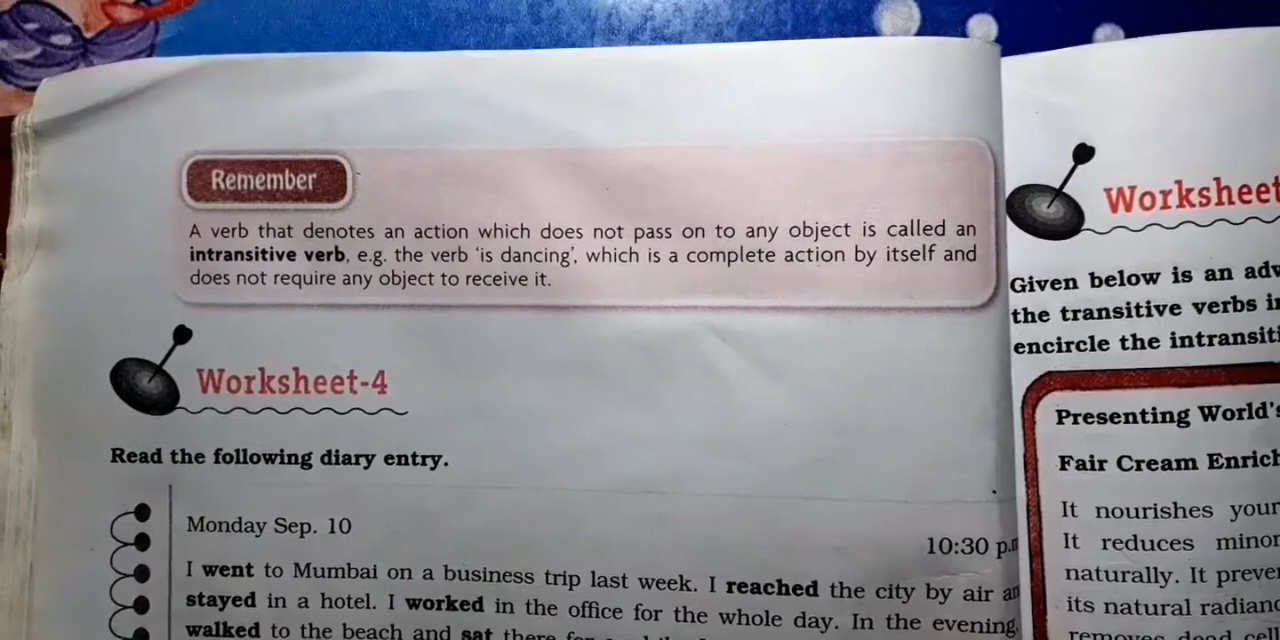 Remember
A verb that denotes an action which does not pass on to any object is called an
intransitive verb, e.g. the verb ‘is dancing’, which is a complete action by itself and
does not require any object to receive it.
Worksheet-4
Read the following diary entry.
Monday Sep. 10
10:30 p.m
I went to Mumbai on a business trip last week. I reached the city by air
stayed in a hotel. I worked in the office for the whole day. In the evening
walked to the beach and sat there
Worksheet
Given below is an
the transitive verbs
encircle the
Presenting World's
Fair Cream
It nourishes your
It reduces
naturally. It
its natural
removes dead